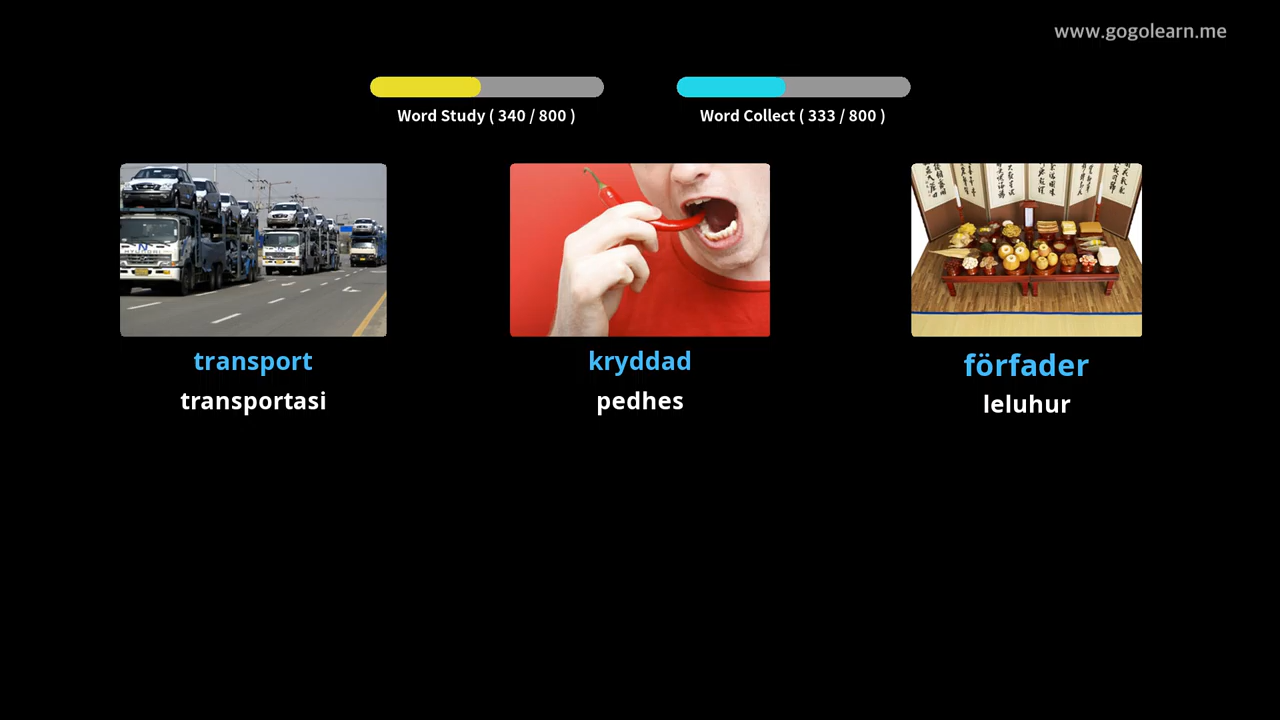 www.gogolearn.me
Word Study ( 340 / 800 )
Word Collect ( 333 / 800 )
transport
kryddad
förfader
transportasi
pedhes
leluhur